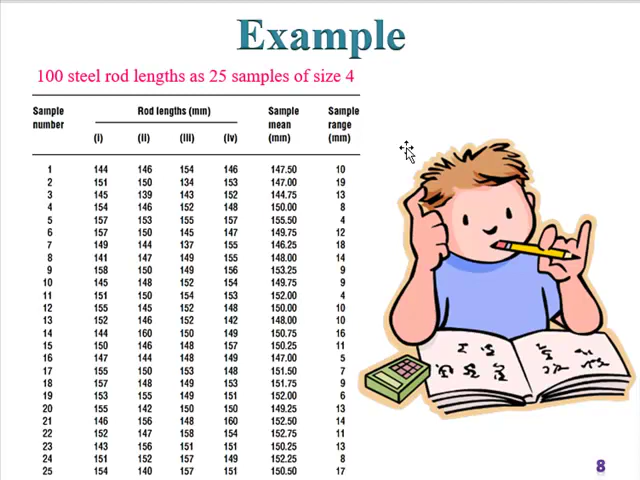 Example
100 steel rod lengths as 25 samples of size 4
Sample number Rod lengths (mm) Sample mean (mm) Sample range (mm)
(i) (ii) (iii) (iv)
1 144 146 154 146 147.50 10
2 151 150 134 153 147.00 19
3 145 139 143 152 144.75 13
4 154 146 152 148 150.00 8
5 157 153 155 157 155.50 4
6 157 150 145 147 149.75 12
7 149 144 137 155 146.25 18
8 141 147 149 155 148.00 14
9 158 150 149 156 153.25 9
10 145 148 152 154 149.75 9
11 151 150 154 153 152.00 4
12 155 145 152 148 150.00 10
13 152 146 152 142 148.00 10
14 144 160 150 149 150.75 16
15 150 146 148 157 150.25 11
16 147 144 148 149 147.00 5
17 155 150 153 148 151.50 7
18 157 148 149 153 151.75 9
19 153 155 149 151 152.00 6
20 155 142 150 150 149.25 13
21 146 156 148 160 152.50 14
22 152 147 158 154 152.75 11
23 143 156 151 151 150.25 13
24 151 152 157 149 152.25 8
25 154 140 157 151 150.50 17
8